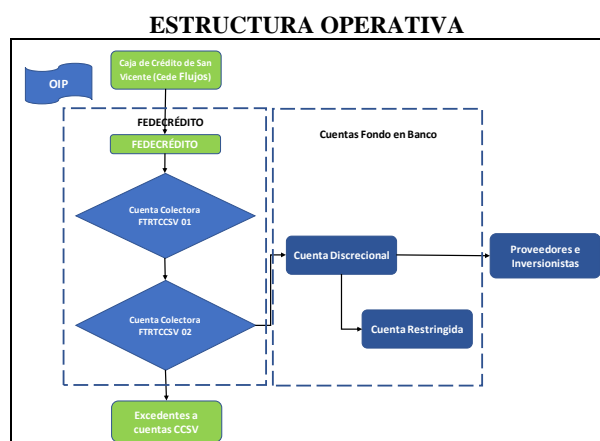 ESTRUCTURA OPERATIVA
OIP
Caja de Crédito de San
Vicente (Cede Flujos)
FEDECRÉDITO
FEDECRÉDITO
Cuentas Fondo en Banco
Cuenta Colectora
FTRTCCSV 01
Cuenta Discrecional
Proveedores e
Inversionistas
Cuenta Colectora
FTRTCCSV 02
Cuenta Restringida
Excedentes a
cuentas CCSV